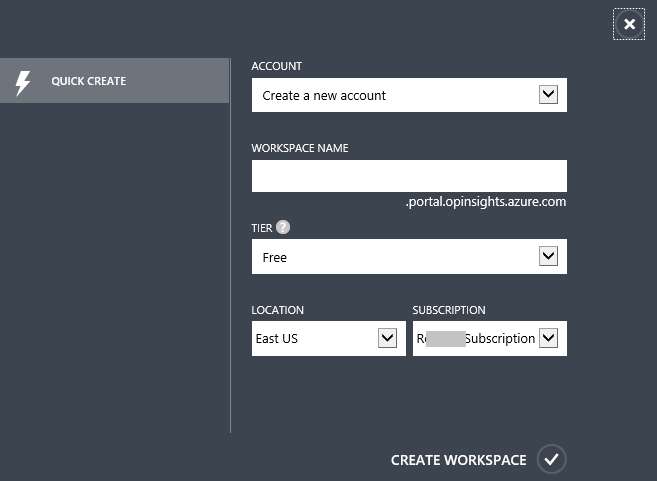 QUICK CREATE
ACCOUNT
Create a new account
WORKSPACE NAME
.portal.opinsights.azure.com
TIER ?
Free
LOCATION
SUBSCRIPTION
East US
Subscription
CREATE WORKSPACE